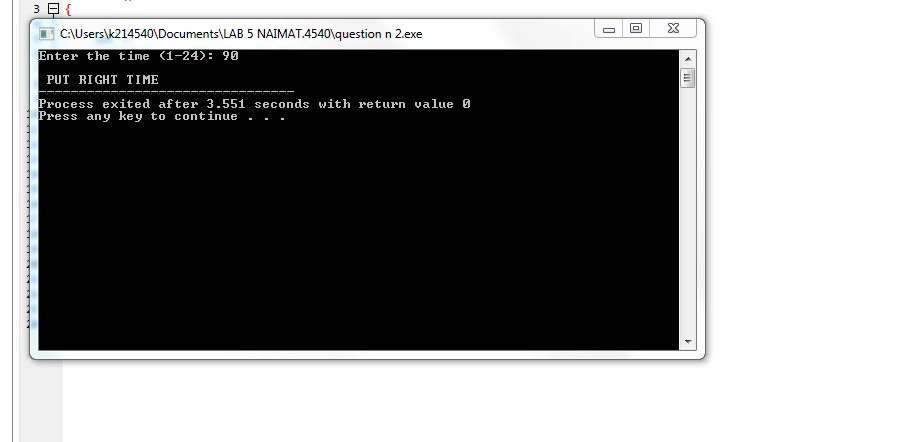 3 {
C:\Users\k214540\Documents\LAB 5 NAIMAT.4540\question n 2.exe
Enter the time (1-24): 90
PUT RIGHT TIME
--------------------------------
Process exited after 3.551 seconds with return value 0
Press any key to continue . . .